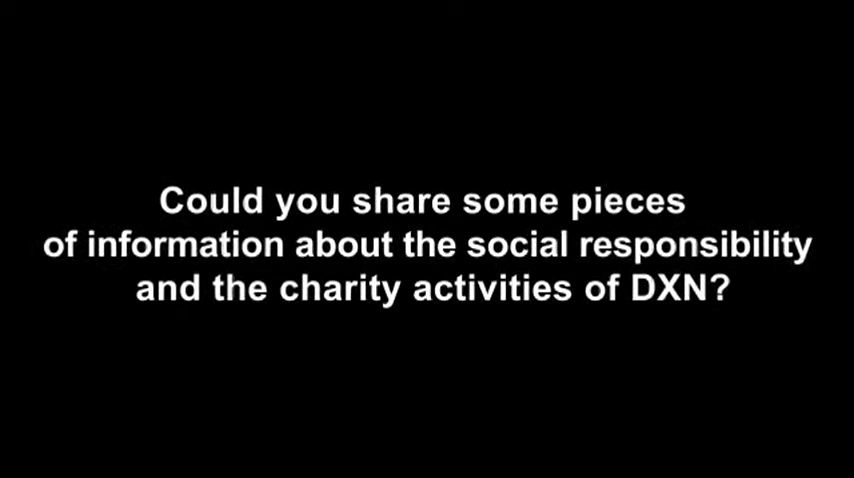 Could you share some pieces
of information about the social responsibility
and the charity activities of DXN?